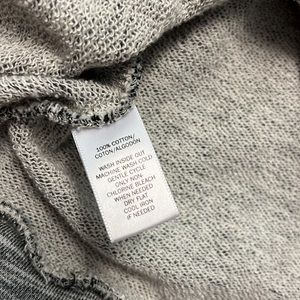 100% COTTON/
COTON/ALGODON
WASH INSIDE OUT
MACHINE WASH COLD
GENTLE CYCLE
ONLY NON
CHLORINE BLEACH
WHEN NEEDED
DRY FLAT
COOL IRON
IF NEEDED